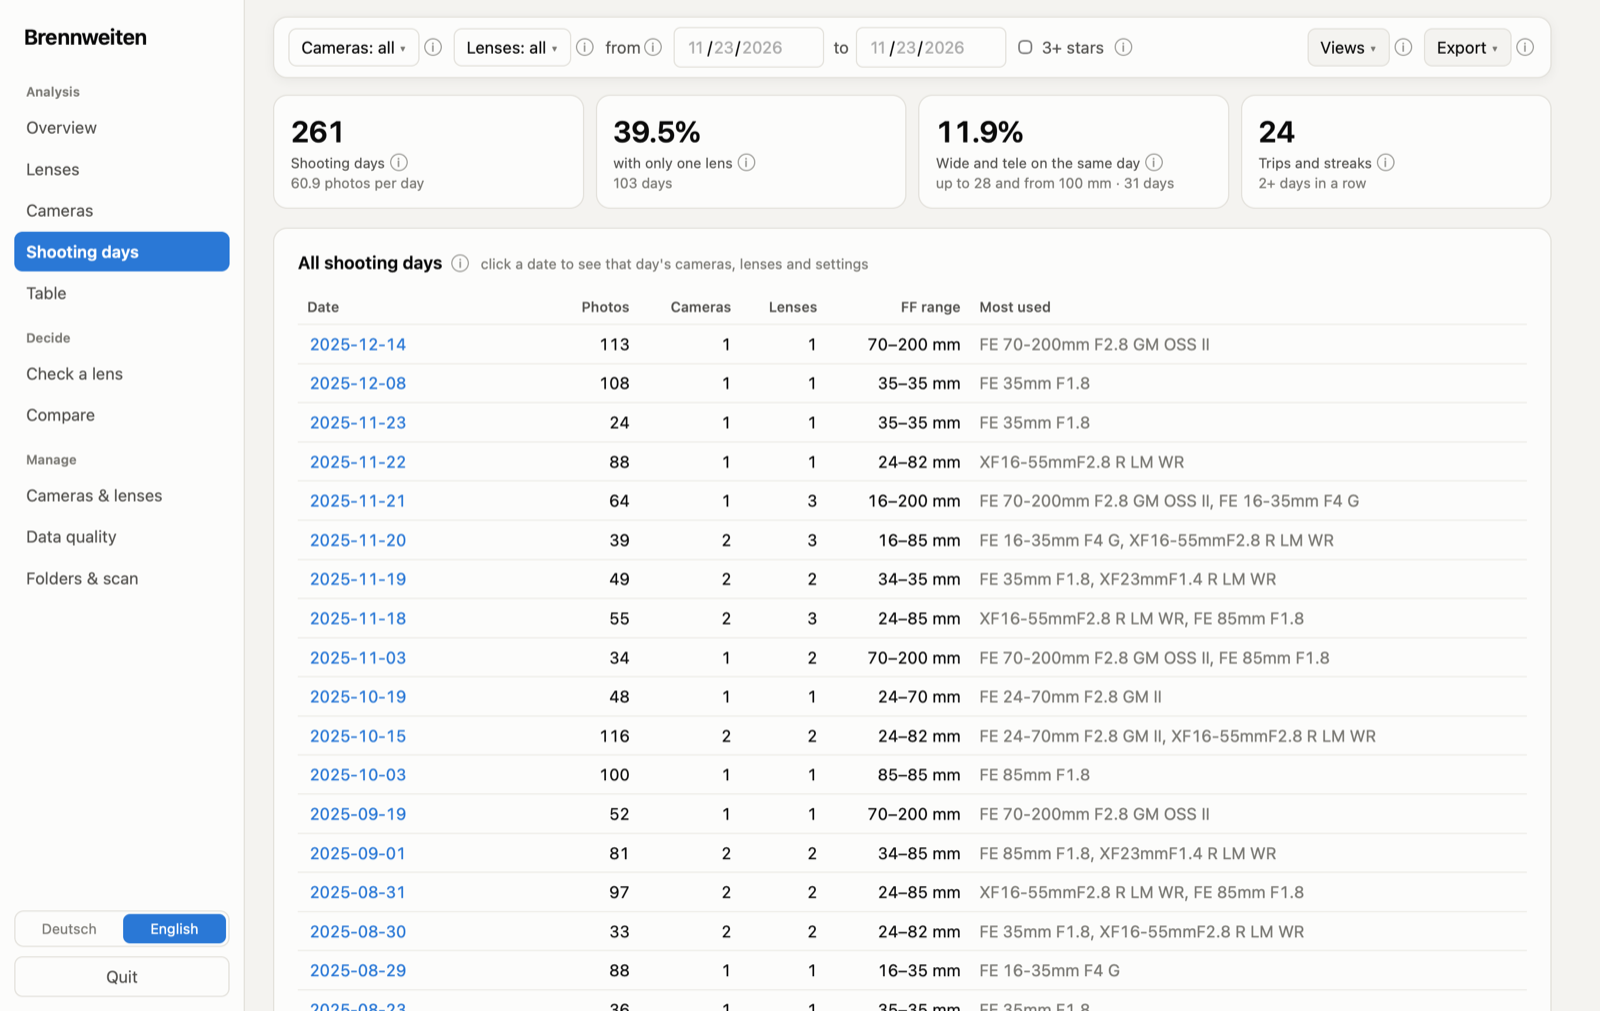 Brennweiten
Analysis
Overview
Lenses
Cameras
Shooting days
Table
Decide
Check a lens
Compare
Manage
Cameras & lenses
Data quality
Folders & scan
Deutsch English
Quit
Cameras: all ▾ Lenses: all ▾ from 11/23/2026 to 11/23/2026 3+ stars Views ▾ Export ▾
261
Shooting days
60.9 photos per day
39.5%
with only one lens
103 days
11.9%
Wide and tele on the same day
up to 28 and from 100 mm · 31 days
24
Trips and streaks
2+ days in a row
All shooting days click a date to see that day's cameras, lenses and settings
Date Photos Cameras Lenses FF range Most used
2025-12-14 113 1 1 70–200 mm FE 70-200mm F2.8 GM OSS II
2025-12-08 108 1 1 35–35 mm FE 35mm F1.8
2025-11-23 24 1 1 35–35 mm FE 35mm F1.8
2025-11-22 88 1 1 24–82 mm XF16-55mmF2.8 R LM WR
2025-11-21 64 1 3 16–200 mm FE 70-200mm F2.8 GM OSS II, FE 16-35mm F4 G
2025-11-20 39 2 3 16–85 mm FE 16-35mm F4 G, XF16-55mmF2.8 R LM WR
2025-11-19 49 2 2 34–35 mm FE 35mm F1.8, XF23mmF1.4 R LM WR
2025-11-18 55 2 3 24–85 mm XF16-55mmF2.8 R LM WR, FE 85mm F1.8
2025-11-03 34 1 2 70–200 mm FE 70-200mm F2.8 GM OSS II, FE 85mm F1.8
2025-10-19 48 1 1 24–70 mm FE 24-70mm F2.8 GM II
2025-10-15 116 2 2 24–82 mm FE 24-70mm F2.8 GM II, XF16-55mmF2.8 R LM WR
2025-10-03 100 1 1 85–85 mm FE 85mm F1.8
2025-09-19 52 1 1 70–200 mm FE 70-200mm F2.8 GM OSS II
2025-09-01 81 2 2 34–85 mm FE 85mm F1.8, XF23mmF1.4 R LM WR
2025-08-31 97 2 2 24–85 mm XF16-55mmF2.8 R LM WR, FE 85mm F1.8
2025-08-30 33 2 2 24–82 mm FE 35mm F1.8, XF16-55mmF2.8 R LM WR
2025-08-29 88 1 1 16–35 mm FE 16-35mm F4 G
2025-08-23 36 1 1 35–35 mm FE 35mm F1.8